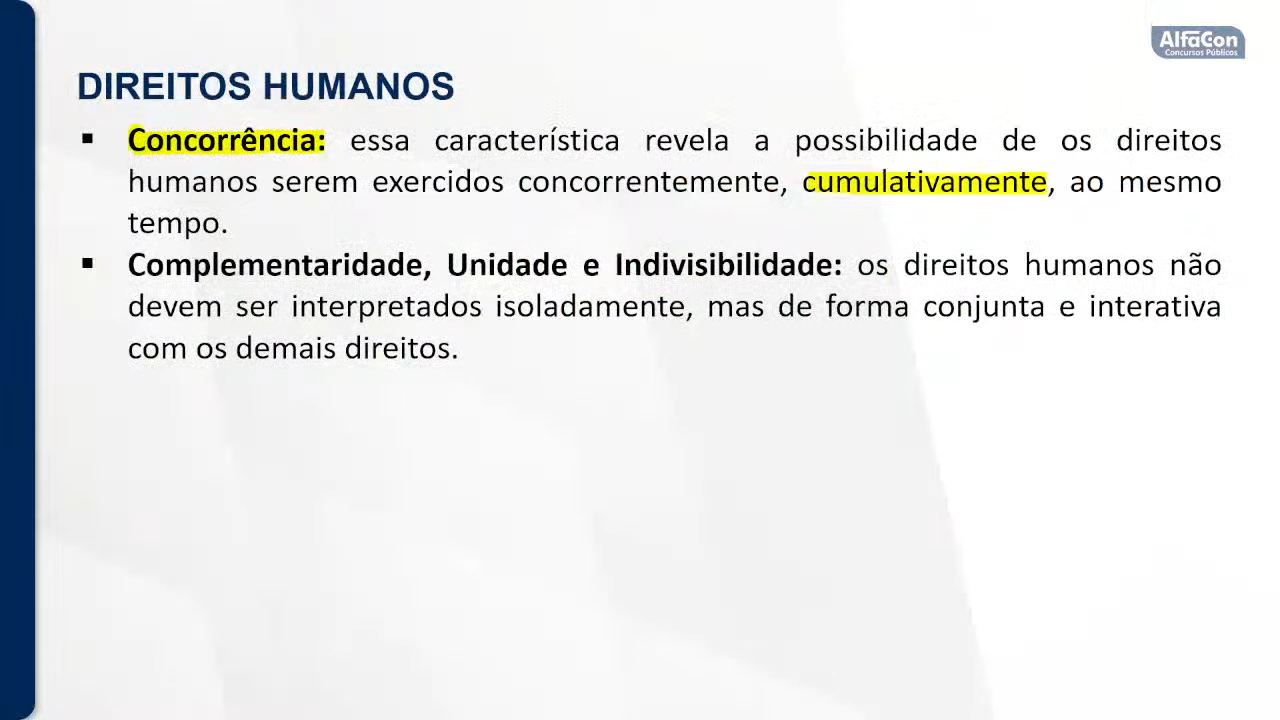 AlfaCon
Concursos Públicos
DIREITOS HUMANOS
▪ Concorrência: essa característica revela a possibilidade de os direitos
humanos serem exercidos concorrentemente, cumulativamente, ao mesmo
tempo.
▪ Complementaridade, Unidade e Indivisibilidade: os direitos humanos não
devem ser interpretados isoladamente, mas de forma conjunta e interativa
com os demais direitos.